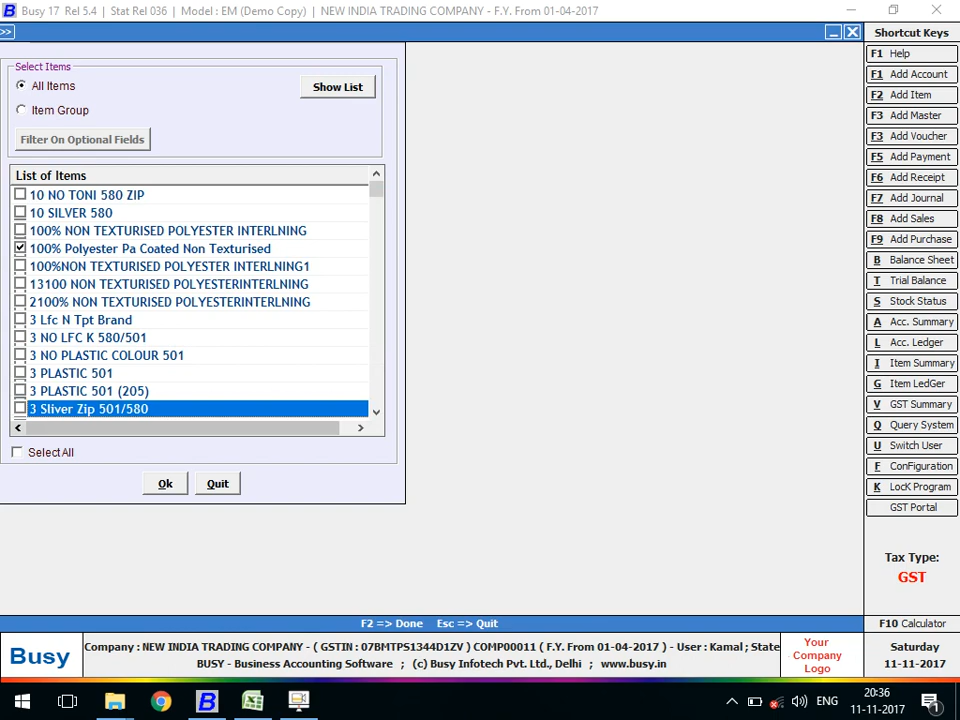 B Busy 17 Rel 5.4 | Stat Rel 036 | Model : EM (Demo Copy) | NEW INDIA TRADING COMPANY - F.Y. From 01-04-2017
>>
Select Items
All Items
Show List
Item Group
Filter On Optional Fields
List of Items
10 NO TONI 580 ZIP
10 SILVER 580
100% NON TEXTURISED POLYESTER INTERLNING
100% Polyester Pa Coated Non Texturised
100%NON TEXTURISED POLYESTER INTERLNING1
13100 NON TEXTURISED POLYESTERINTERLNING
2100% NON TEXTURISED POLYESTERINTERLNING
3 Lfc N Tpt Brand
3 NO LFC K 580/501
3 NO PLASTIC COLOUR 501
3 PLASTIC 501
3 PLASTIC 501 (205)
3 Sliver Zip 501/580
Select All
Ok Quit
Shortcut Keys
F1 Help
F1 Add Account
F2 Add Item
F3 Add Master
F3 Add Voucher
F5 Add Payment
F6 Add Receipt
F7 Add Journal
F8 Add Sales
F9 Add Purchase
B Balance Sheet
T Trial Balance
S Stock Status
A Acc. Summary
L Acc. Ledger
I Item Summary
G Item LedGer
V GST Summary
Q Query System
U Switch User
F ConFiguration
K LocK Program
GST Portal
Tax Type:
GST
F2 => Done Esc => Quit
F10 Calculator
Busy
Company : NEW INDIA TRADING COMPANY - ( GSTIN : 07BMTPS1344D1ZV ) COMP00011 ( F.Y. From 01-04-2017 ) - User : Kamal ; State
BUSY - Business Accounting Software ; (c) Busy Infotech Pvt. Ltd., Delhi ; www.busy.in
Your
Company
Logo
Saturday
11-11-2017
B
ENG
20:36
11-11-2017
1